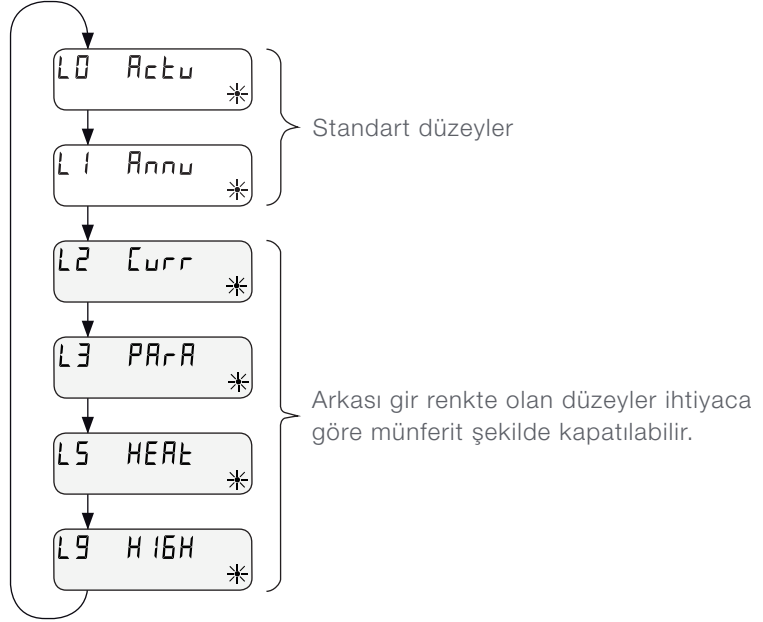 L0 Actu
Standart düzeyler
L1 Annu
L2 Curr
L3 PArA
Arkası gir renkte olan düzeyler ihtiyaca
göre münferit şekilde kapatılabilir.
L5 HEAt
L9 HIGH